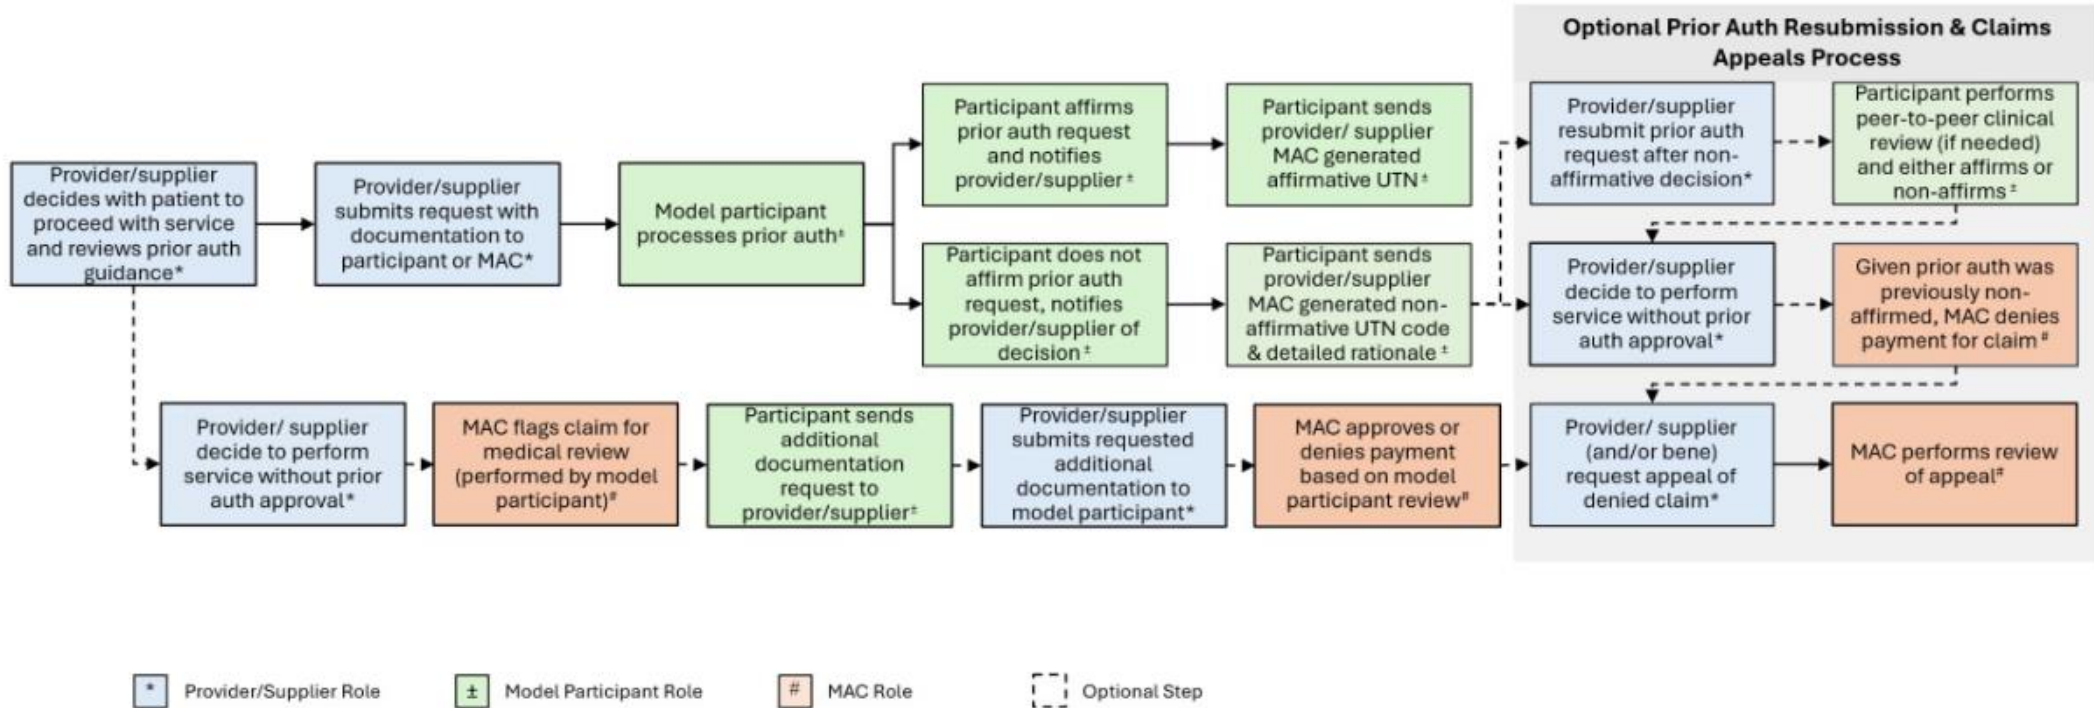 Optional Prior Auth Resubmission & Claims
Appeals Process
Provider/supplier
decides with patient to
proceed with service
and reviews prior auth
guidance*
Provider/supplier
submits request with
documentation to
participant or MAC*
Model participant
processes prior auth±
Participant affirms
prior auth request
and notifies
provider/supplier ±
Participant sends
provider/ supplier
MAC generated
affirmative UTN ±
Participant does not
affirm prior auth
request, notifies
provider/supplier of
decision ±
Participant sends
provider/supplier
MAC generated non-
affirmative UTN code
& detailed rationale ±
Provider/supplier
resubmit prior auth
request after non-
affirmative decision*
Participant performs
peer-to-peer clinical
review (if needed)
and either affirms or
non-affirms ±
Provider/supplier
decide to perform
service without prior
auth approval*
Given prior auth was
previously non-
affirmed, MAC denies
payment for claim #
Provider/ supplier
decide to perform
service without prior
auth approval*
MAC flags claim for
medical review
(performed by model
participant)#
Participant sends
additional
documentation
request to
provider/supplier±
Provider/supplier
submits requested
additional
documentation to
model participant*
MAC approves or
denies payment
based on model
participant review#
Provider/ supplier
(and/or bene)
request appeal of
denied claim*
MAC performs review
of appeal#
* Provider/Supplier Role
± Model Participant Role
# MAC Role
Optional Step